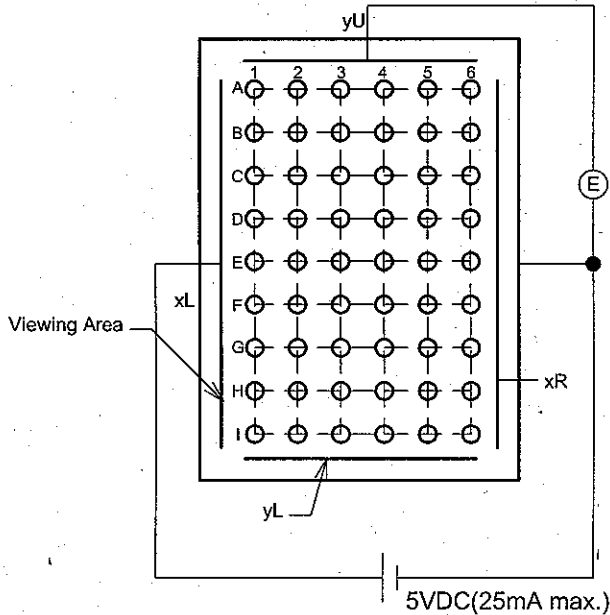 yU
1 2 3 4 5 6
A
B
C
E
D
E
xL
F
Viewing Area
G
H
xR
I
yL
5VDC(25mA max.)